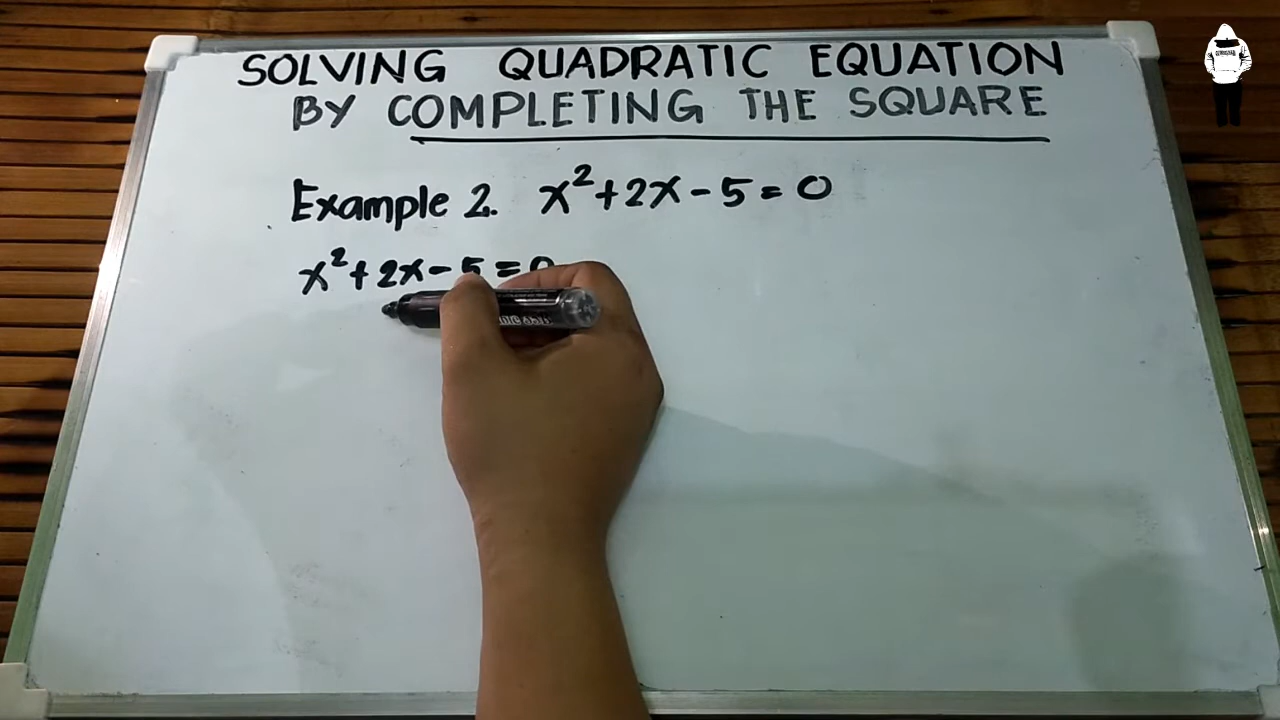 SOLVING QUADRATIC EQUATION
BY COMPLETING THE SQUARE
Example 2. x²+2x-5=0
x²+2x-5=0